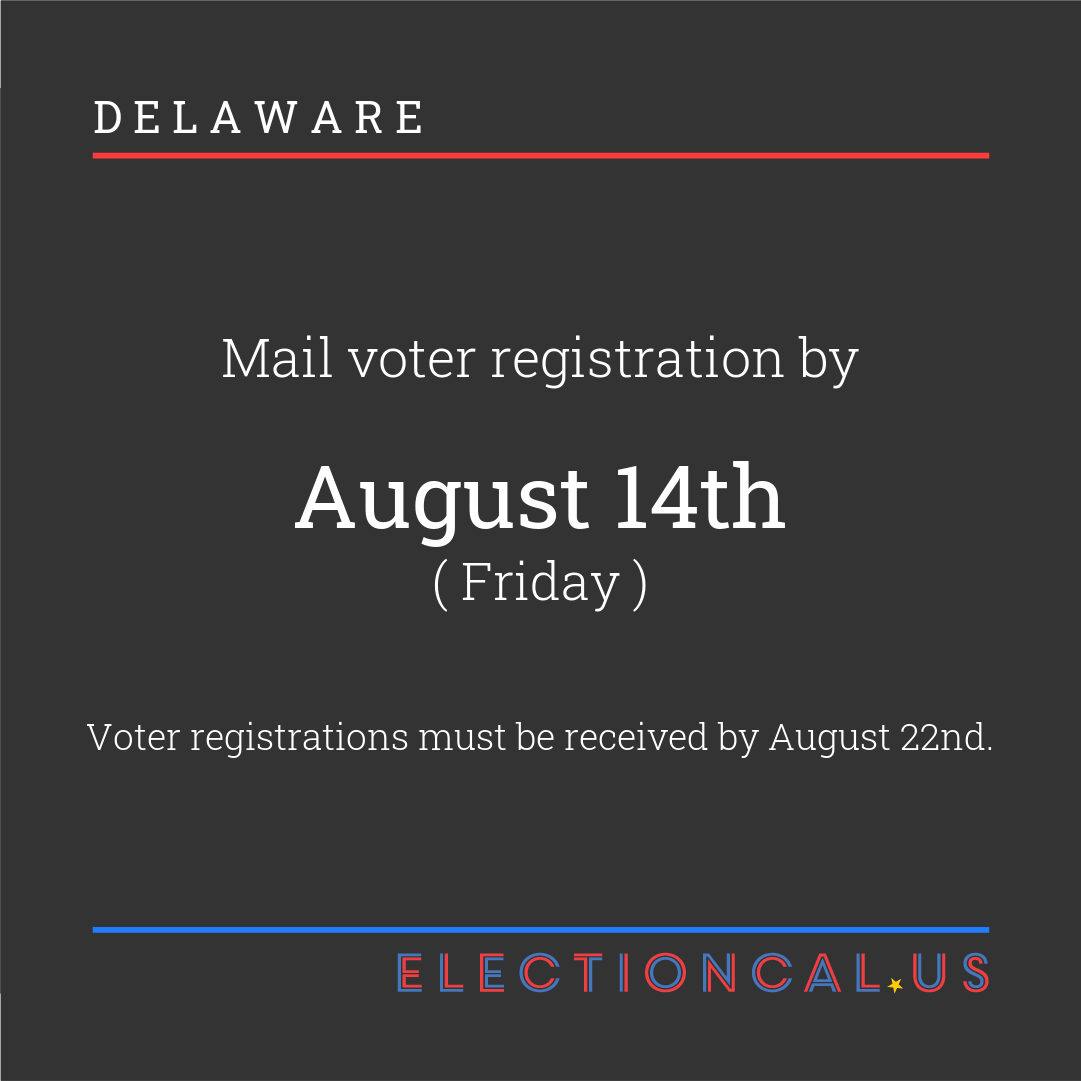 DELAWARE
Mail voter registration by
August 14th
( Friday )
Voter registrations must be received by August 22nd.
ELECTIONCAL.US